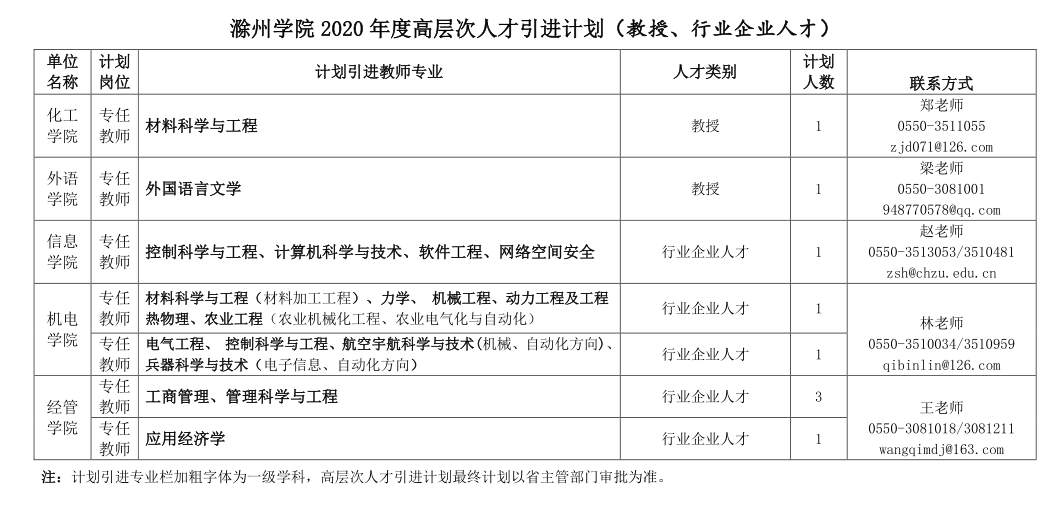 滁州学院 2020 年度高层次人才引进计划（教授、行业企业人才）
单位
名称
计划
岗位
计划引进教师专业
人才类别
计划
人数
联系方式
化工
学院
专任
教师
材料科学与工程
教授
1
郑老师
0550-3511055
zjd071@126.com
外语
学院
专任
教师
外国语言文学
教授
1
梁老师
0550-3081001
948770578@qq.com
信息
学院
专任
教师
控制科学与工程、计算机科学与技术、软件工程、网络空间安全
行业企业人才
1
赵老师
0550-3513053/3510481
zsh@chzu.edu.cn
机电
学院
专任
教师
材料科学与工程（材料加工工程）、力学、 机械工程、动力工程及工程
热物理、农业工程（农业机械化工程、农业电气化与自动化）
行业企业人才
1
林老师
0550-3510034/3510959
qibinlin@126.com
专任
教师
电气工程、 控制科学与工程、航空宇航科学与技术(机械、自动化方向)、
兵器科学与技术（电子信息、自动化方向）
行业企业人才
1
经管
学院
专任
教师
工商管理、管理科学与工程
行业企业人才
3
王老师
0550-3081018/3081211
wangqimdj@163.com
专任
教师
应用经济学
行业企业人才
1
注：计划引进专业栏加粗字体为一级学科，高层次人才引进计划最终计划以省主管部门审批为准。